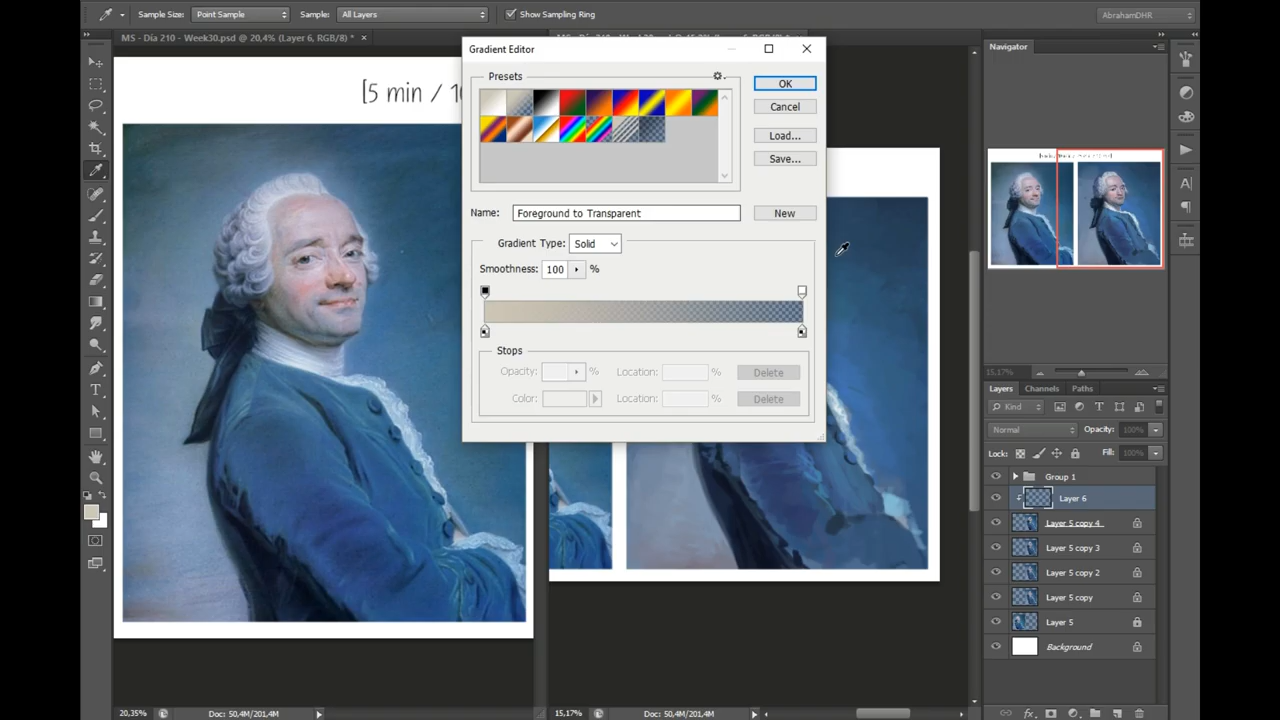 Sample Size: Point Sample Sample: All Layers Show Sampling Ring AbrahamDHR
MS - Día 210 - Week30.psd @ 20,4% (Layer 6, RGB/8) *
Gradient Editor
Navigator
[5 min / 10
Presets
OK
Cancel
Load...
Save...
Name: Foreground to Transparent New
Gradient Type: Solid
Smoothness: 100 %
Stops
Opacity: % Location: % Delete
Color: Location: % Delete
15,17%
Layers Channels Paths
Kind
Normal Opacity: 100%
Lock: Fill: 100%
Group 1
Layer 6
Layer 5 copy 4
Layer 5 copy 3
Layer 5 copy 2
Layer 5 copy
Layer 5
Background
20,35% Doc: 50,4M/201,4M 15,17% Doc: 50,4M/201,4M